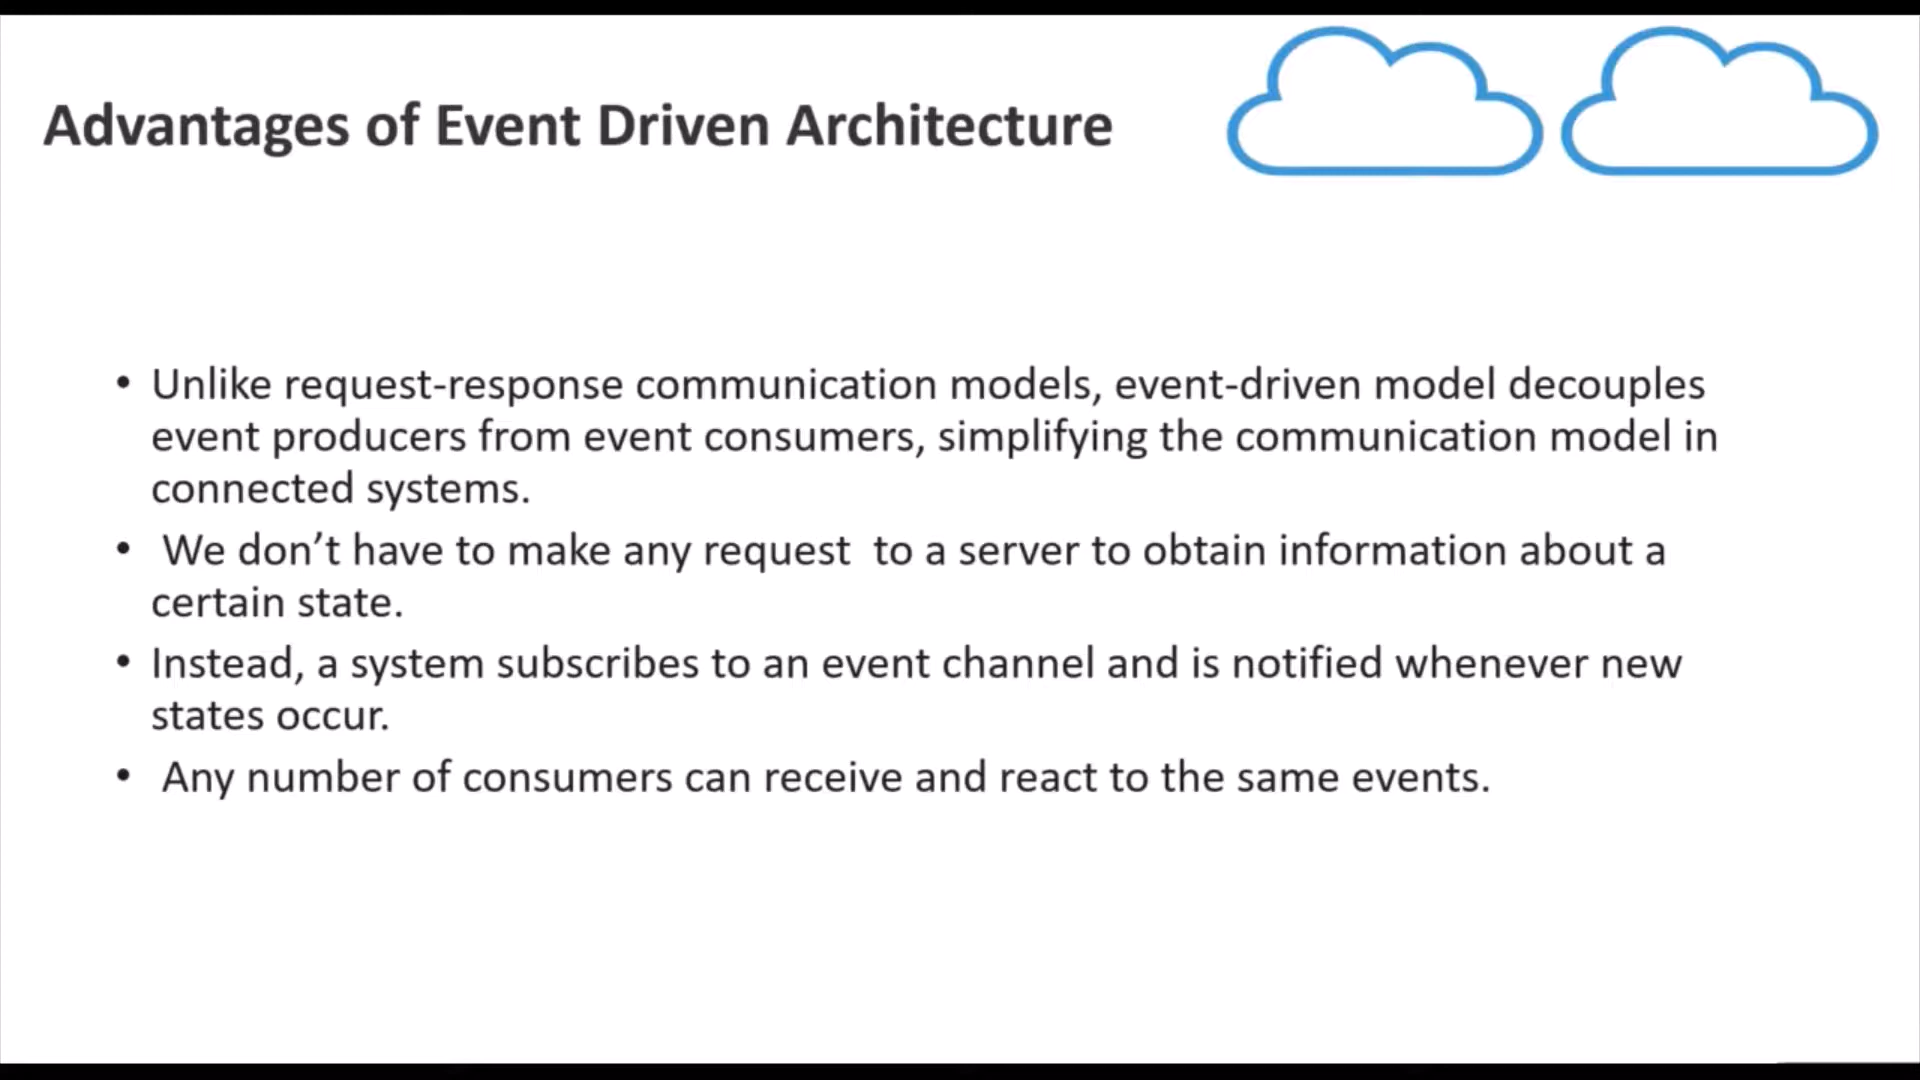 Advantages of Event Driven Architecture
• Unlike request-response communication models, event-driven model decouples
event producers from event consumers, simplifying the communication model in
connected systems.
• We don’t have to make any request  to a server to obtain information about a
certain state.
• Instead, a system subscribes to an event channel and is notified whenever new
states occur.
• Any number of consumers can receive and react to the same events.